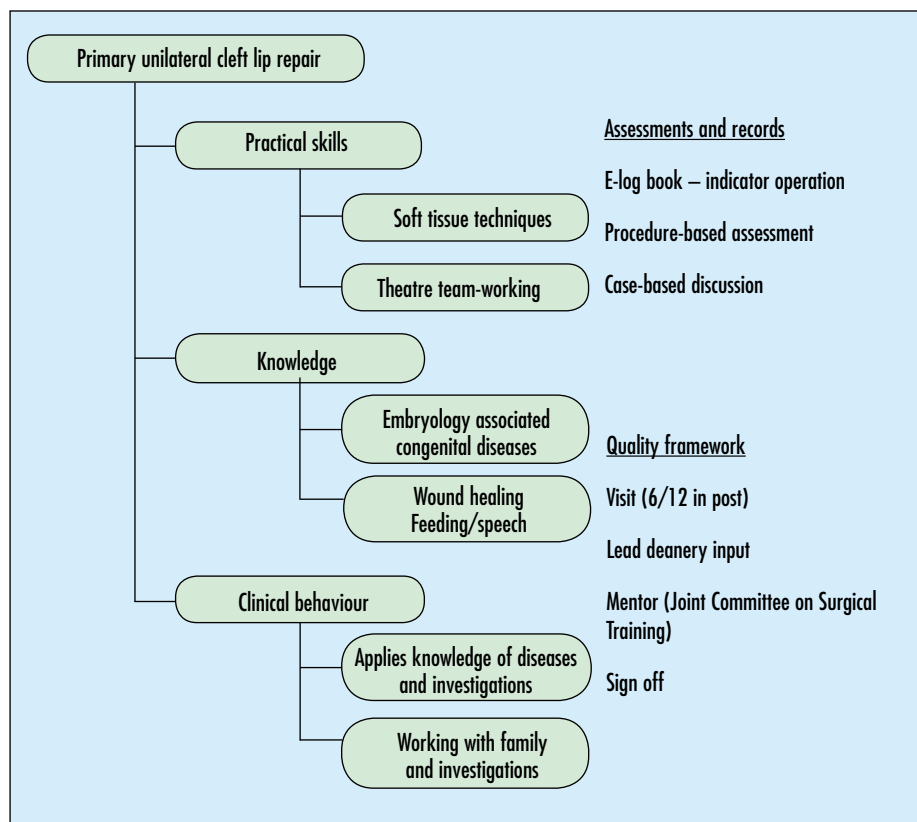 Primary unilateral cleft lip repair
Practical skills
Soft tissue techniques
Theatre team-working
Knowledge
Embryology associated
congenital diseases
Wound healing
Feeding/speech
Clinical behaviour
Applies knowledge of diseases
and investigations
Working with family
and investigations
Assessments and records
E-log book – indicator operation
Procedure-based assessment
Case-based discussion
Quality framework
Visit (6/12 in post)
Lead deanery input
Mentor (Joint Committee on Surgical
Training)
Sign off